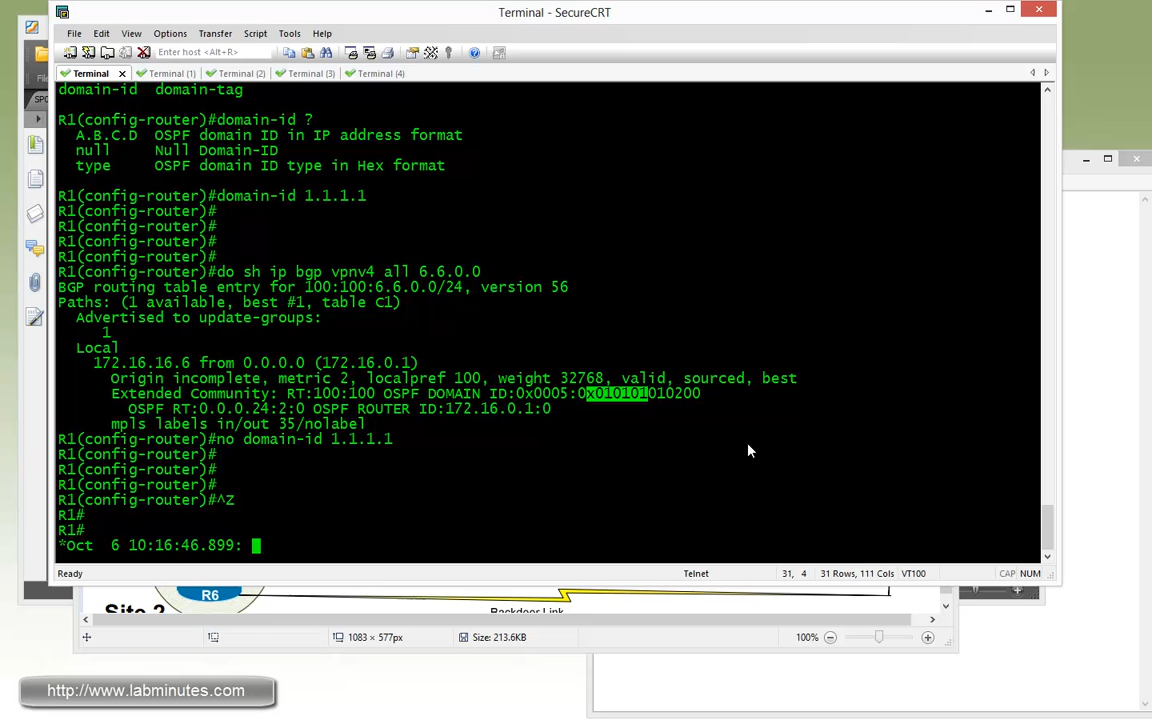 Terminal - SecureCRT
File Edit View Options Transfer Script Tools Help
Enter host <Alt+R>
Terminal Terminal (1) Terminal (2) Terminal (3) Terminal (4)
domain-id domain-tag
R1(config-router)#domain-id ?
A.B.C.D OSPF domain ID in IP address format
null Null Domain-ID
type OSPF domain ID type in Hex format
R1(config-router)#domain-id 1.1.1.1
R1(config-router)#
R1(config-router)#
R1(config-router)#
R1(config-router)#
R1(config-router)#do sh ip bgp vpnv4 all 6.6.0.0
BGP routing table entry for 100:100:6.6.0.0/24, version 56
Paths: (1 available, best #1, table C1)
Advertised to update-groups:
1
Local
172.16.16.6 from 0.0.0.0 (172.16.0.1)
Origin incomplete, metric 2, localpref 100, weight 32768, valid, sourced, best
Extended Community: RT:100:100 OSPF DOMAIN ID:0x0005:0x010101010200
OSPF RT:0.0.0.24:2:0 OSPF ROUTER ID:172.16.0.1:0
mpls labels in/out 35/nolabel
R1(config-router)#no domain-id 1.1.1.1
R1(config-router)#
R1(config-router)#
R1(config-router)#
R1(config-router)#^Z
R1#
R1#
*Oct 6 10:16:46.899:
Ready Telnet 31, 4 31 Rows, 111 Cols VT100 CAP NUM
R6
Site 2
Backdoor Link
1083 × 577px Size: 213.6KB 100%
http://www.labminutes.com